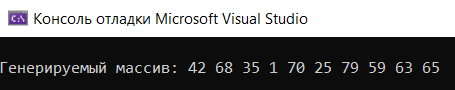 Консоль отладки Microsoft Visual Studio
Генерируемый массив: 42 68 35 1 70 25 79 59 63 65